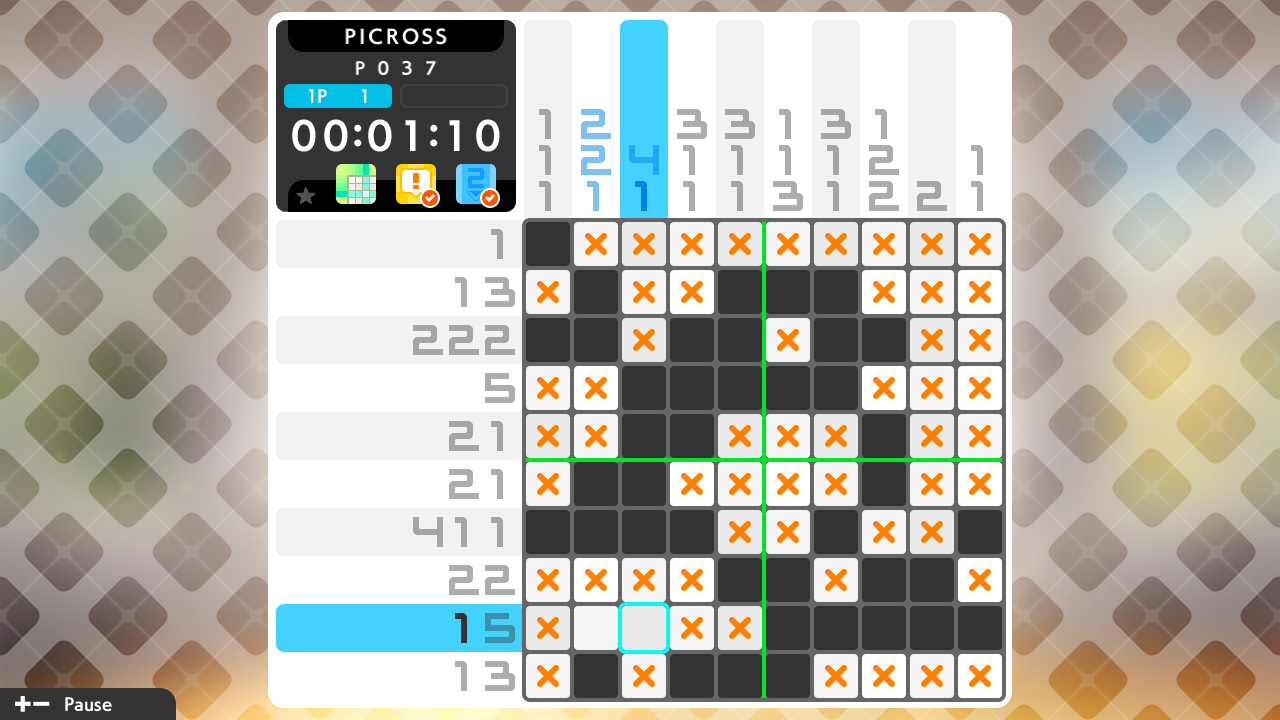 PICROSS
P037
1P 1
00:01:10
2
1 2 3 3 1 3 1
1 2 4 1 1 1 1 2 1
1 1 1 1 1 3 1 2 2 1
1
1 3
2 2 2
5
2 1
2 1
4 1 1
2 2
1 5
1 3
+− Pause